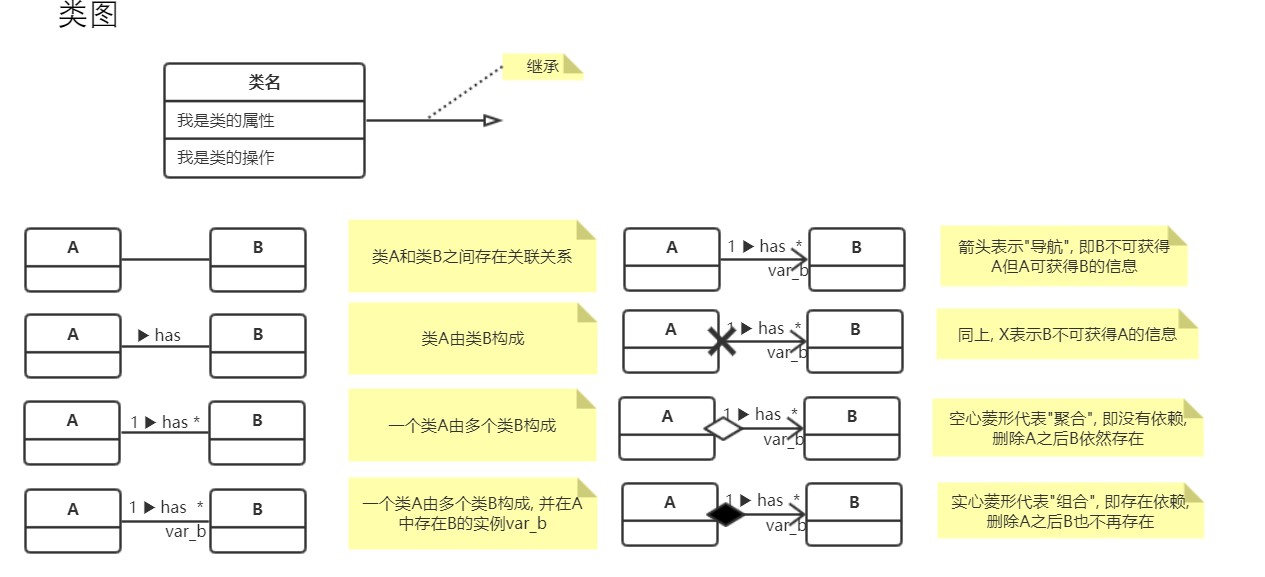 类图
继承
类名
我是类的属性
我是类的操作
A
B
类A和类B之间存在关联关系
A
▶ has
B
类A由类B构成
A
1 ▶ has *
B
一个类A由多个类B构成
A
1 ▶ has *
var_b
B
一个类A由多个类B构成, 并在A
中存在B的实例var_b
A
1 ▶ has *
var_b
B
箭头表示"导航", 即B不可获得
A但A可获得B的信息
A
1 ▶ has *
var_b
B
同上, X表示B不可获得A的信息
A
1 ▶ has *
var_b
B
空心菱形代表"聚合", 即没有依赖,
删除A之后B依然存在
A
1 ▶ has *
var_b
B
实心菱形代表"组合", 即存在依赖,
删除A之后B也不再存在